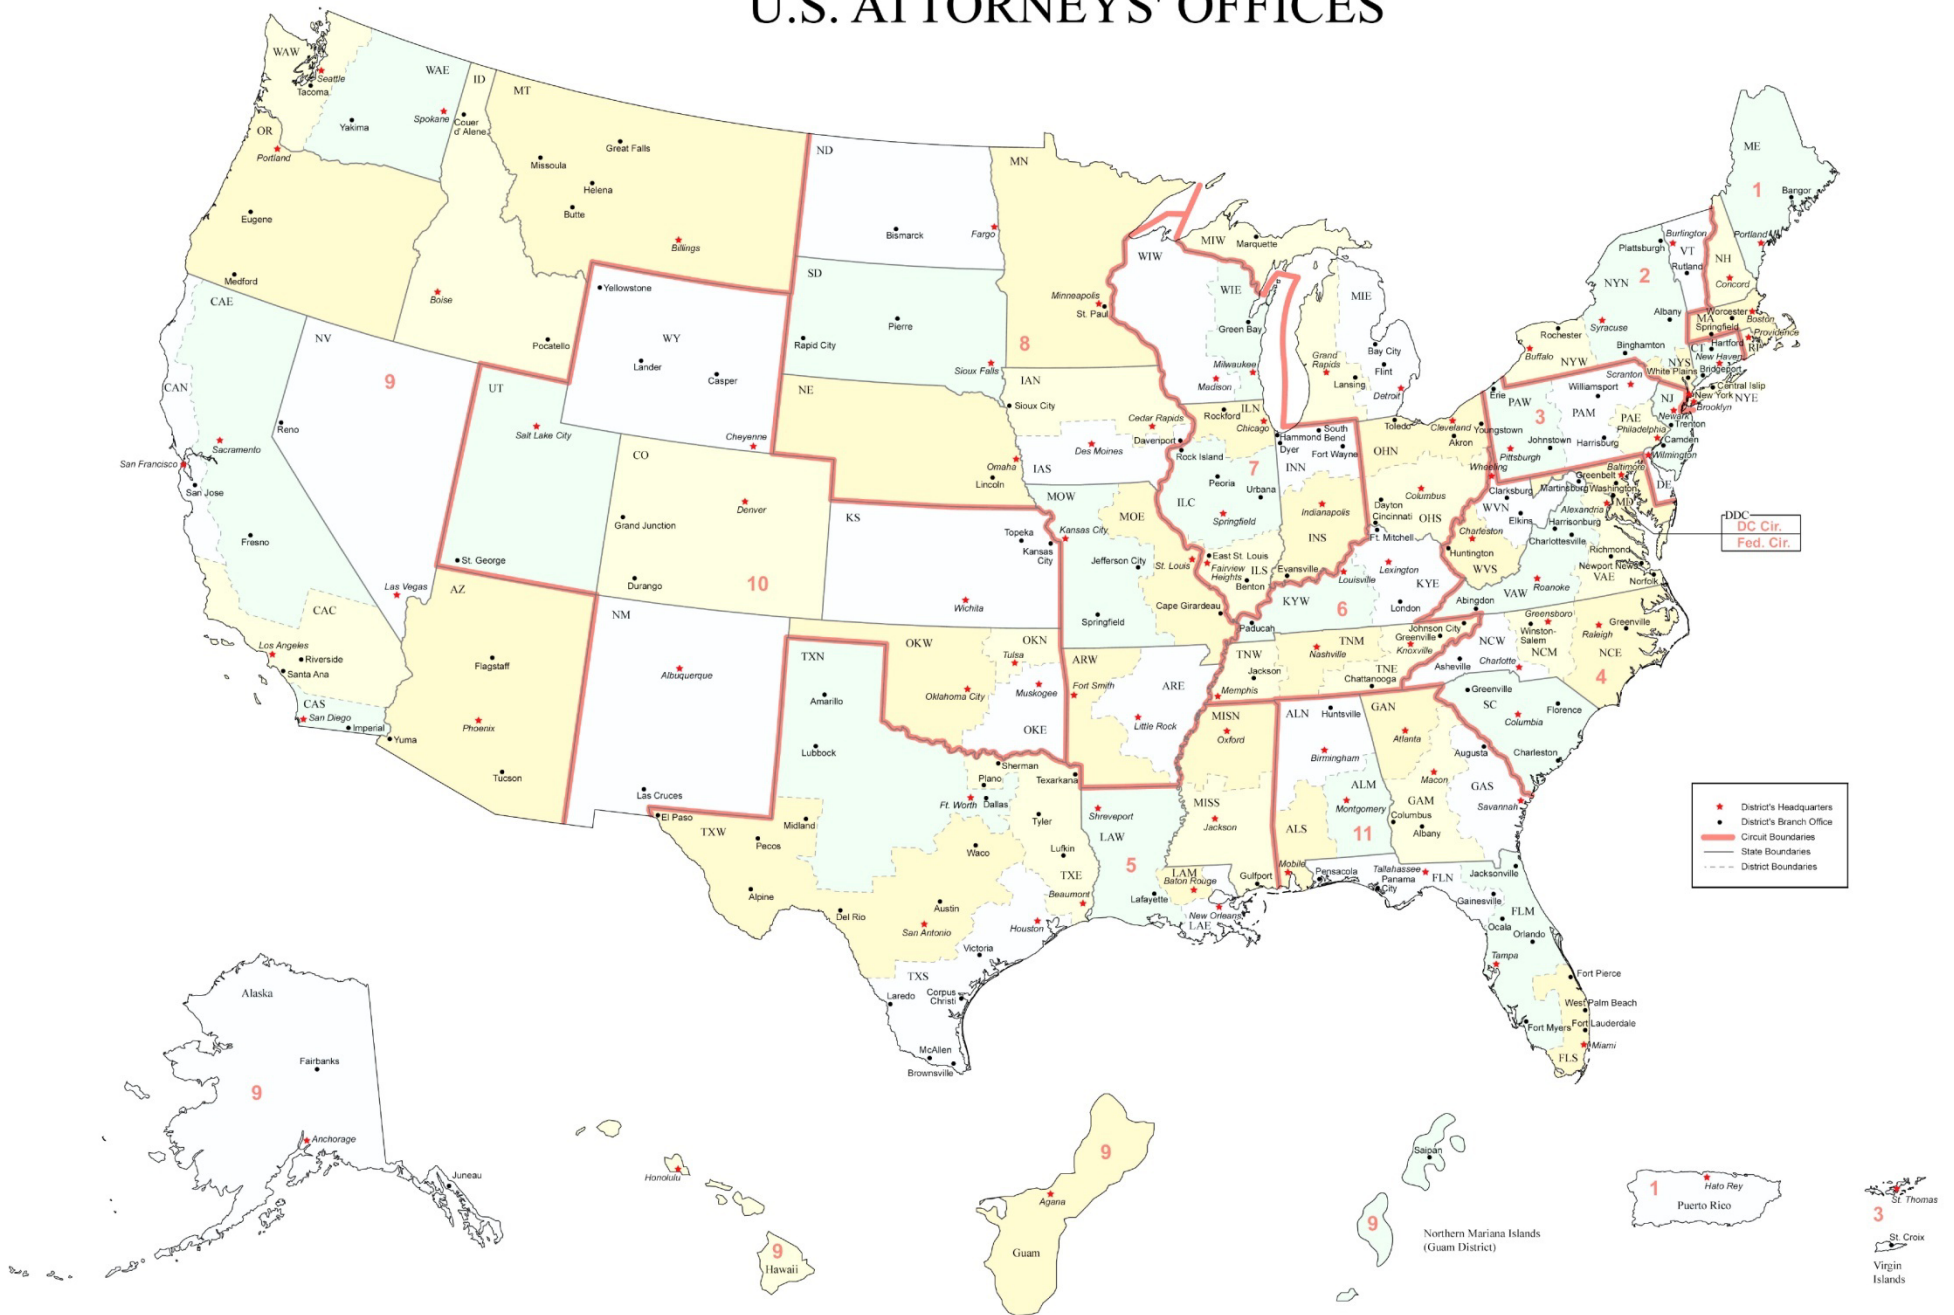 U.S. ATTORNEYS' OFFICES
WAW
Seattle
Tacoma
WAE
Yakima
Spokane
ID
Couer
d' Alene
MT
Great Falls
Missoula
Helena
Butte
Billings
OR
Portland
Eugene
Medford
Boise
Pocatello
ND
Bismarck
Fargo
MN
Minneapolis
St. Paul
8
SD
Pierre
Rapid City
Sioux Falls
Yellowstone
WY
Lander
Casper
Cheyenne
NE
Omaha
Lincoln
IAN
Sioux City
Cedar Rapids
IAS
Des Moines
Davenport
CAE
CAN
Sacramento
San Francisco
San Jose
Fresno
NV
9
Reno
Las Vegas
UT
Salt Lake City
St. George
CO
Denver
Grand Junction
Durango
10
KS
Topeka
Kansas
City
Wichita
MOW
MOE
Kansas City
Jefferson City
St. Louis
Springfield
Cape Girardeau
CAC
Los Angeles
Riverside
Santa Ana
CAS
San Diego
Imperial
AZ
Flagstaff
Phoenix
Yuma
Tucson
NM
Albuquerque
Las Cruces
OKW
OKN
Tulsa
Oklahoma City
Muskogee
OKE
ARW
Fort Smith
ARE
Little Rock
TXN
Amarillo
Lubbock
Sherman
Plano
Texarkana
Ft. Worth
Dallas
El Paso
TXW
Midland
Pecos
Tyler
Waco
Lufkin
TXE
Alpine
Del Rio
Austin
San Antonio
Beaumont
Houston
Victoria
TXS
Laredo
Corpus
Christi
McAllen
Brownsville
Shreveport
LAW
5
LAM
Baton Rouge
Lafayette
New Orleans
LAE
MISN
Oxford
MISS
Jackson
Gulfport
WIW
WIE
Green Bay
Milwaukee
Madison
MIW
Marquette
MIE
Bay City
Grand
Rapids
Flint
Lansing
Detroit
ILN
Rockford
Chicago
Rock Island
7
Peoria
Urbana
ILC
Springfield
East St. Louis
Fairview
Heights
ILS
Benton
Hammond
Dyer
South
Bend
Fort Wayne
INN
Indianapolis
INS
Evansville
Toledo
Cleveland
Youngstown
Akron
OHN
Columbus
Dayton
Cincinnati
OHS
Ft. Mitchell
Louisville
Lexington
KYW
6
KYE
London
Paducah
TNW
TNM
Jackson
Nashville
Johnson City
Greenville
Knoxville
TNE
Chattanooga
Memphis
ALN
Huntsville
Birmingham
ALM
Montgomery
ALS
11
Mobile
GAN
Atlanta
Augusta
Macon
GAM
GAS
Savannah
Columbus
Albany
Pensacola
Tallahassee
Panama
City
FLN
Jacksonville
Gainesville
FLM
Ocala
Orlando
Tampa
Fort Pierce
West Palm Beach
Fort Myers
Fort Lauderdale
Miami
FLS
ME
1
Bangor
Portland
Burlington
Plattsburgh
VT
Rutland
NH
Concord
2
NYN
Albany
Syracuse
Binghamton
Rochester
Buffalo
NYW
MA
Worcester
Boston
Springfield
Providence
CT
Hartford
RI
New Haven
Bridgeport
NYS
White Plains
Central Islip
New York
NYE
Brooklyn
Erie
PAW
3
Scranton
Williamsport
PAM
PAE
Philadelphia
Johnstown
Harrisburg
Pittsburgh
NJ
Newark
Trenton
Camden
Wilmington
DE
Wheeling
Clarksburg
WVN
Elkins
Martinsburg
Baltimore
Greenbelt
Washington
MD
Alexandria
DDC
DC Cir.
Fed. Cir.
Charleston
Huntington
WVS
Harrisonburg
Charlottesville
Richmond
Newport News
VAE
Norfolk
Roanoke
VAW
Abingdon
NCW
Greensboro
Winston-
Salem
NCM
Raleigh
Greenville
NCE
Asheville
Charlotte
4
Greenville
SC
Florence
Columbia
Charleston
District's Headquarters
District's Branch Office
Circuit Boundaries
State Boundaries
District Boundaries
Alaska
Fairbanks
9
Anchorage
Juneau
Honolulu
9
Hawaii
9
Agana
Guam
Saipan
9
Northern Mariana Islands
(Guam District)
1
Hato Rey
Puerto Rico
St. Thomas
3
St. Croix
Virgin
Islands